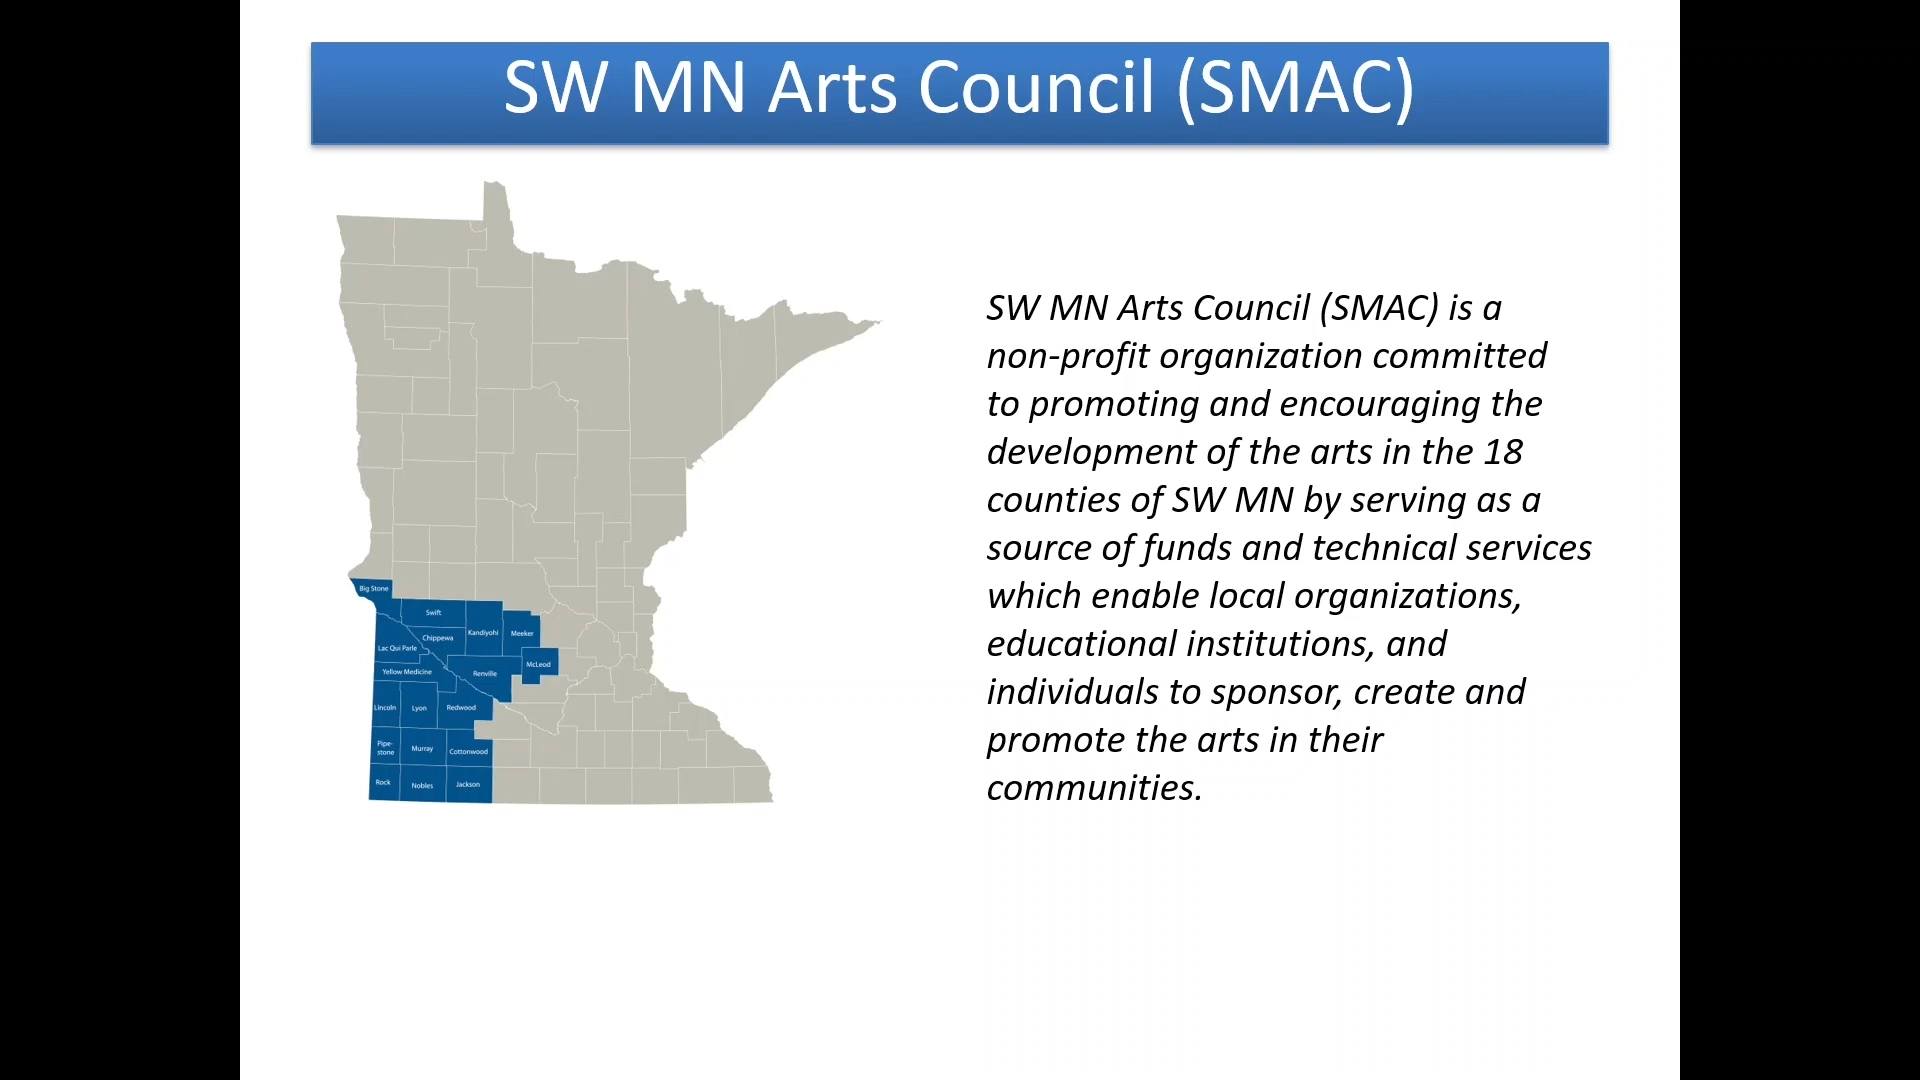 SW MN Arts Council (SMAC)
SW MN Arts Council (SMAC) is a
non-profit organization committed
to promoting and encouraging the
development of the arts in the 18
counties of SW MN by serving as a
source of funds and technical services
which enable local organizations,
educational institutions, and
individuals to sponsor, create and
promote the arts in their
communities.
Big Stone
Swift
Chippewa
Kandiyohi
Meeker
Lac Qui Parle
McLeod
Yellow Medicine
Renville
Lincoln
Lyon
Redwood
Pipe-
stone
Murray
Cottonwood
Rock
Nobles
Jackson